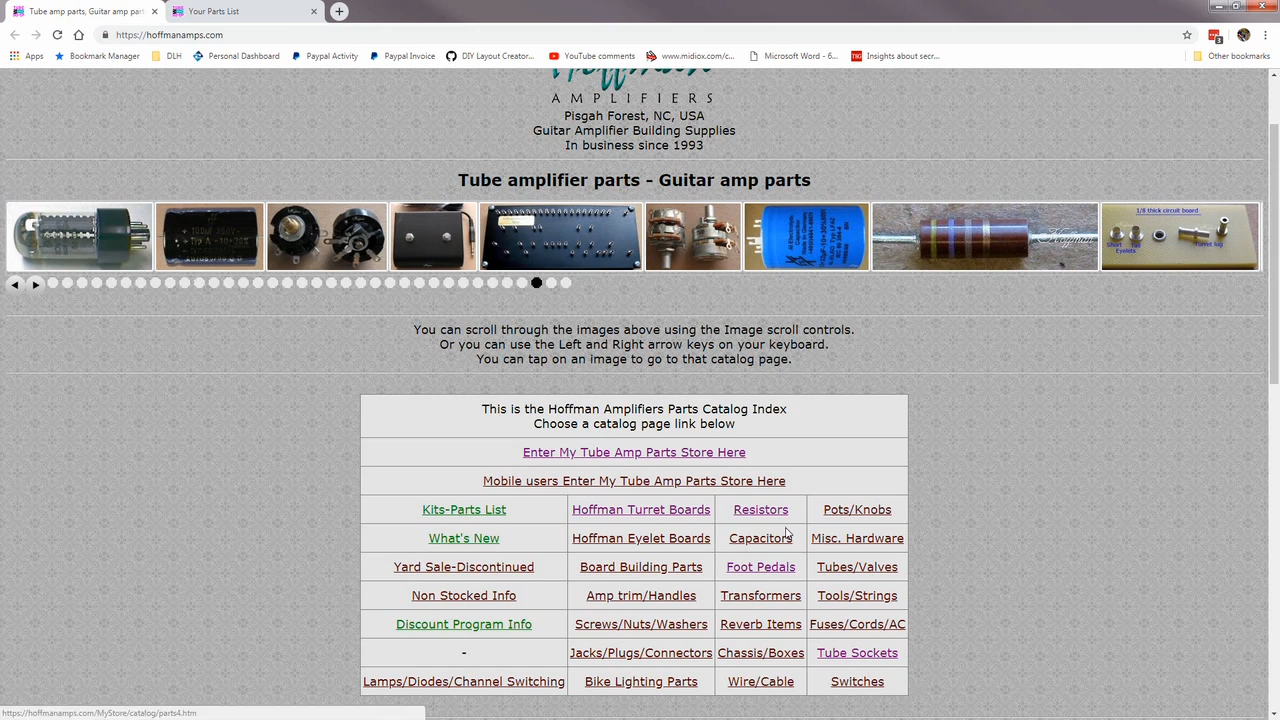 Tube amp parts, Guitar amp parts
Your Parts List
https://hoffmanamps.com
Apps
Bookmark Manager
DLH
Personal Dashboard
Paypal Activity
Paypal Invoice
DIY Layout Creator...
YouTube comments
www.midiox.com/c...
Microsoft Word - 6...
Insights about secr...
Other bookmarks
A M P L I F I E R S
Pisgah Forest, NC, USA
Guitar Amplifier Building Supplies
In business since 1993
Tube amplifier parts - Guitar amp parts
1/8 thick circuit board
Short
Tall
Eyelets
Turret lug
You can scroll through the images above using the Image scroll controls.
Or you can use the Left and Right arrow keys on your keyboard.
You can tap on an image to go to that catalog page.
This is the Hoffman Amplifiers Parts Catalog Index
Choose a catalog page link below
Enter My Tube Amp Parts Store Here
Mobile users Enter My Tube Amp Parts Store Here
Kits-Parts List Hoffman Turret Boards Resistors Pots/Knobs
What's New Hoffman Eyelet Boards Capacitors Misc. Hardware
Yard Sale-Discontinued Board Building Parts Foot Pedals Tubes/Valves
Non Stocked Info Amp trim/Handles Transformers Tools/Strings
Discount Program Info Screws/Nuts/Washers Reverb Items Fuses/Cords/AC
- Jacks/Plugs/Connectors Chassis/Boxes Tube Sockets
Lamps/Diodes/Channel Switching Bike Lighting Parts Wire/Cable Switches
https://hoffmanamps.com/MyStore/catalog/parts4.htm